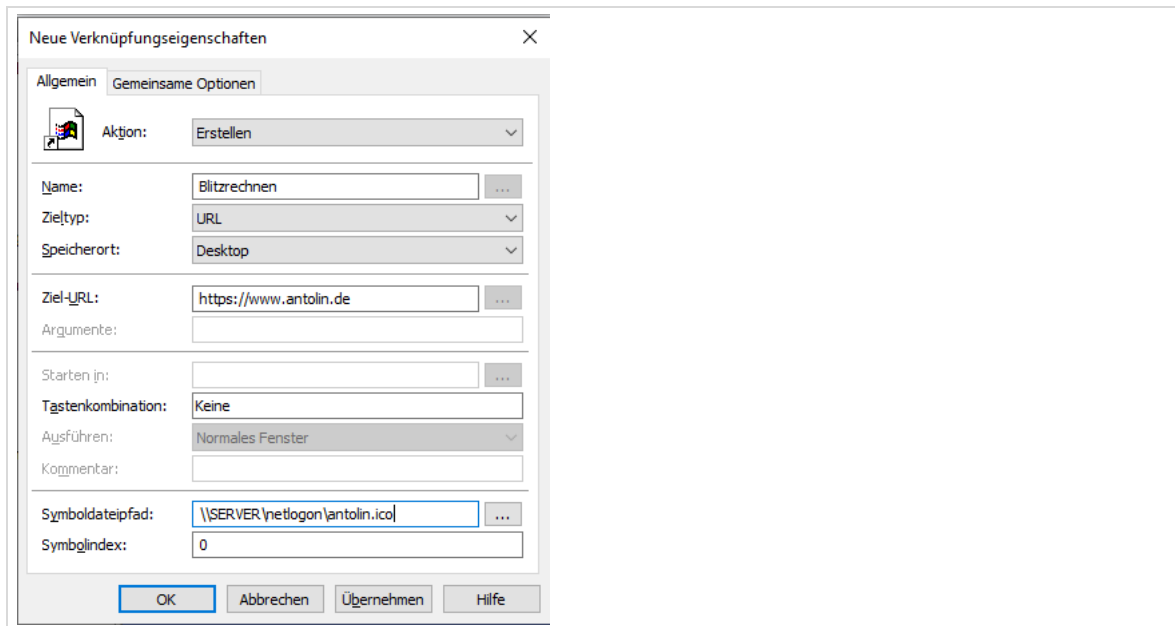 Neue Verknüpfungseigenschaften
Allgemein Gemeinsame Optionen
Aktion: Erstellen
Name: Blitzrechnen ...
Zieltyp: URL
Speicherort: Desktop
Ziel-URL: https://www.antolin.de ...
Argumente:
Starten in: ...
Tastenkombination: Keine
Ausführen: Normales Fenster
Kommentar:
Symboldateipfad: \\SERVER\netlogon\antolin.ico ...
Symbolindex: 0
OK Abbrechen Übernehmen Hilfe